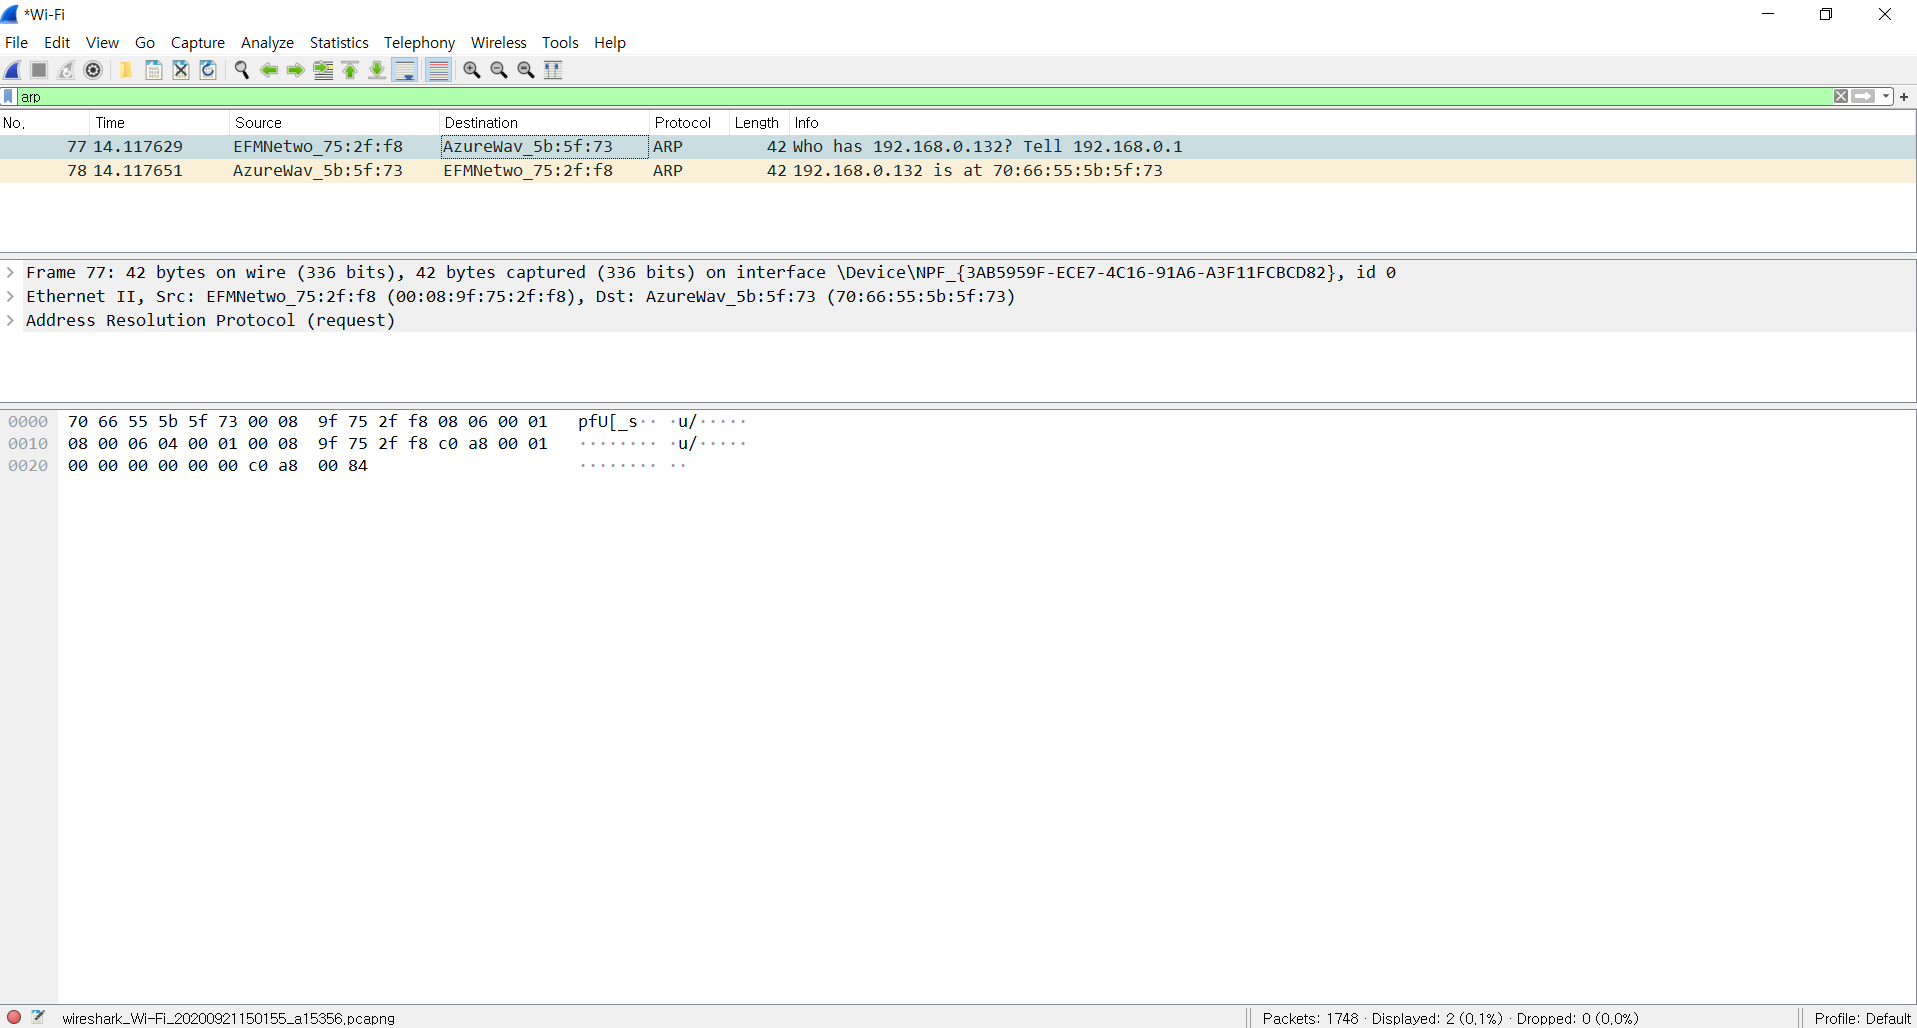 *Wi-Fi
File Edit View Go Capture Analyze Statistics Telephony Wireless Tools Help
arp
No. Time Source Destination Protocol Length Info
77 14.117629 EFMNetwo_75:2f:f8 AzureWav_5b:5f:73 ARP 42 Who has 192.168.0.132? Tell 192.168.0.1
78 14.117651 AzureWav_5b:5f:73 EFMNetwo_75:2f:f8 ARP 42 192.168.0.132 is at 70:66:55:5b:5f:73
Frame 77: 42 bytes on wire (336 bits), 42 bytes captured (336 bits) on interface \Device\NPF_{3AB5959F-ECE7-4C16-91A6-A3F11FCBCD82}, id 0
Ethernet II, Src: EFMNetwo_75:2f:f8 (00:08:9f:75:2f:f8), Dst: AzureWav_5b:5f:73 (70:66:55:5b:5f:73)
Address Resolution Protocol (request)
0000 70 66 55 5b 5f 73 00 08 9f 75 2f f8 08 06 00 01 pfU[_s·· ·u/·····
0010 08 00 06 04 00 01 00 08 9f 75 2f f8 c0 a8 00 01 ········ ·u/·····
0020 00 00 00 00 00 00 c0 a8 00 84 ········ ··
wireshark_Wi-Fi_20200921150155_a15356.pcapng Packets: 1748 · Displayed: 2 (0.1%) · Dropped: 0 (0.0%) Profile: Default